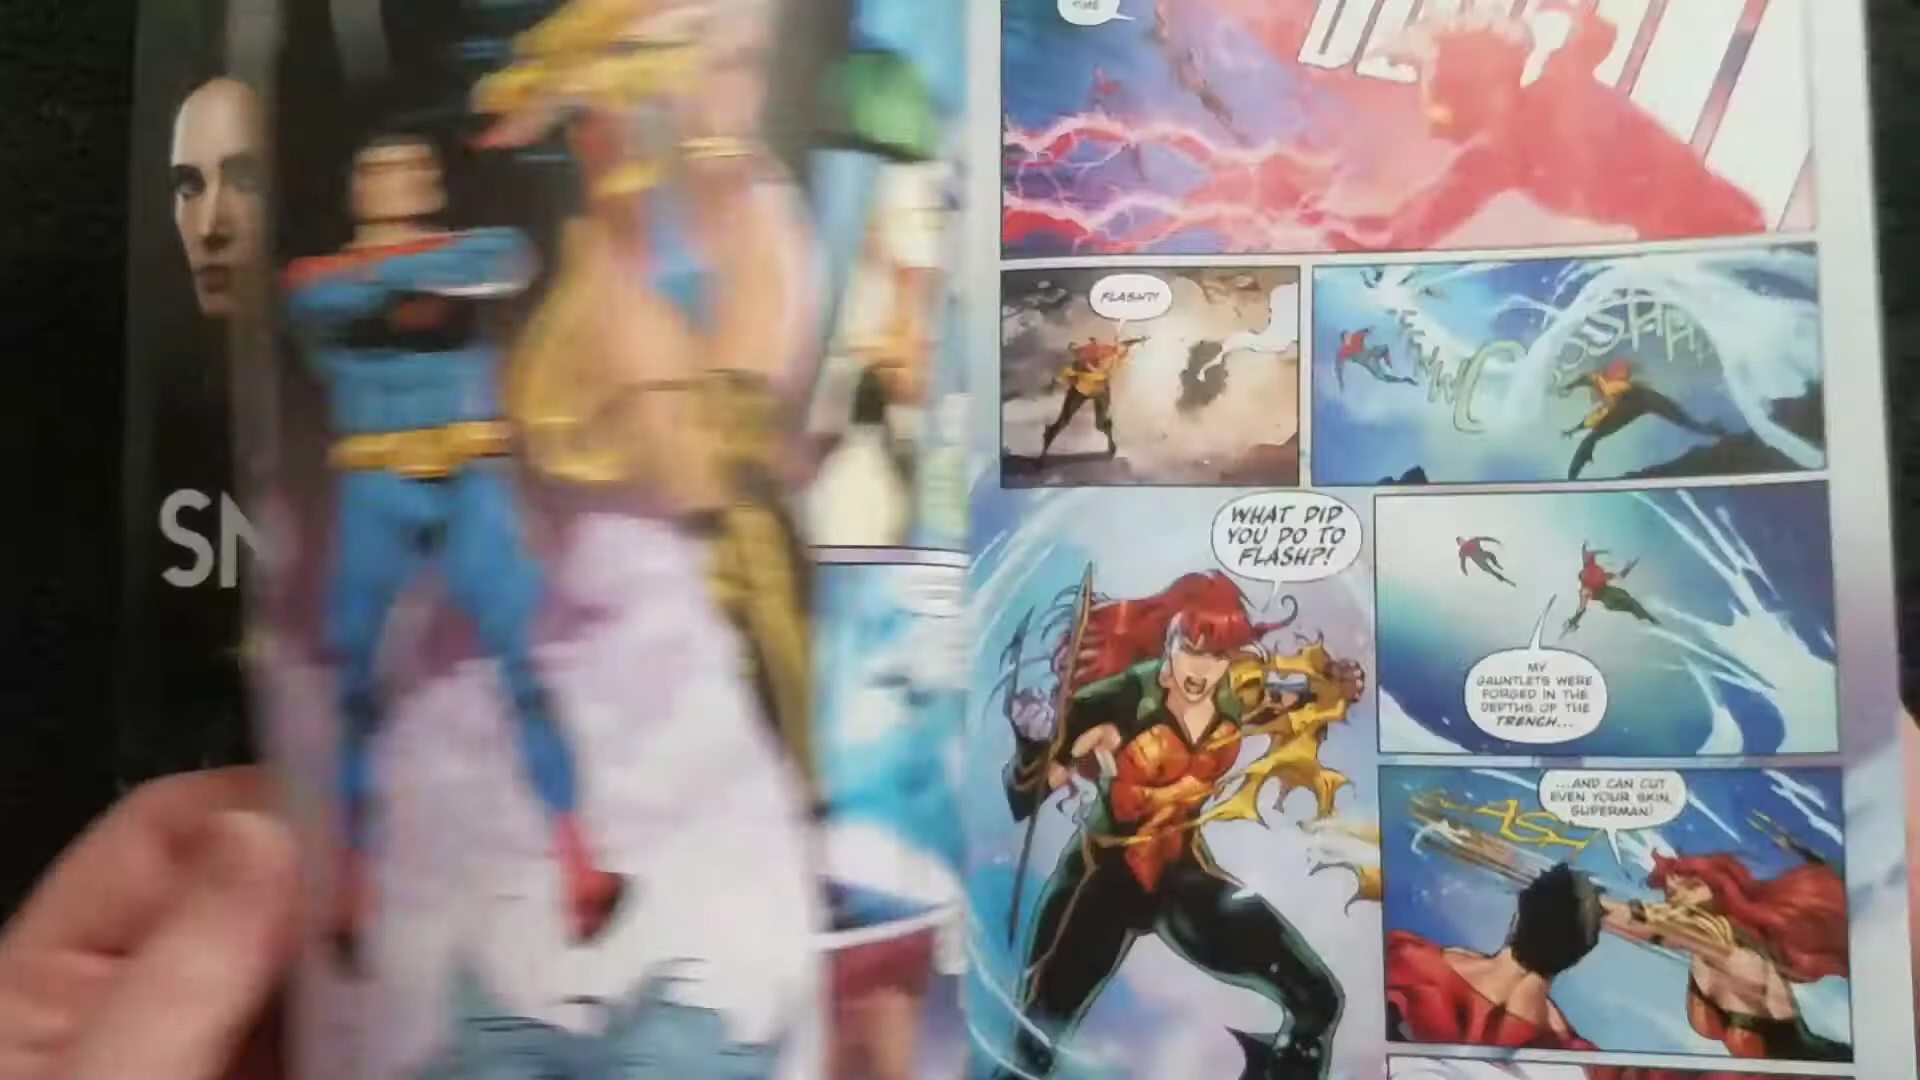 SN
TIME
FLASH?!
WHAT DID
YOU DO TO
FLASH?!
MY
GAUNTLETS WERE
FORGED IN THE
DEPTHS OF THE
TRENCH...
...AND CAN CUT
EVEN YOUR SKIN,
SUPERMAN!